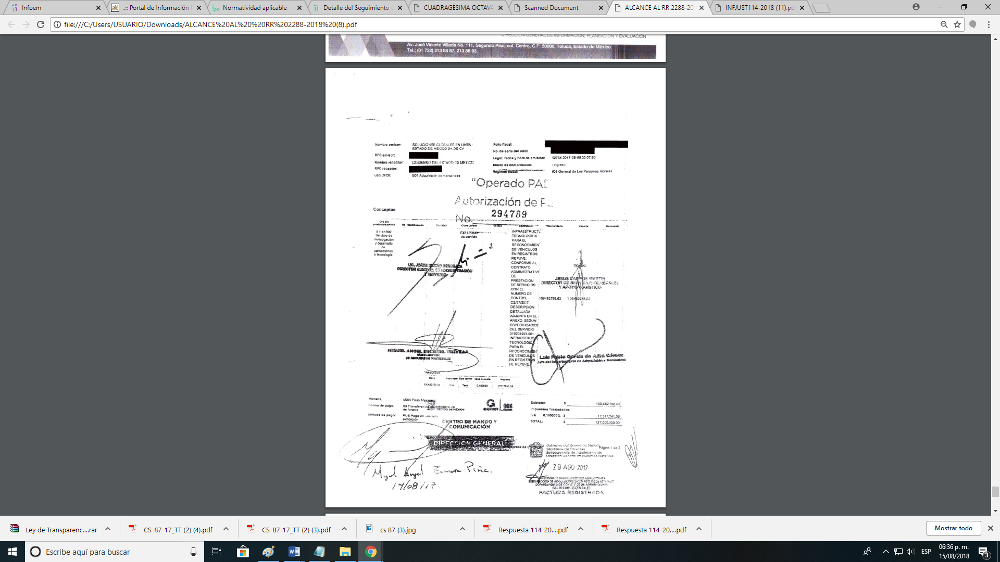 Infoem
..:: Portal de Información P
Normatividad aplicable
Detalle del Seguimiento d
CUADRAGÉSIMA OCTAVA
Scanned Document
ALCANCE AL RR 2288-20
INFJUST114-2018 (11).pd
file:///C:/Users/USUARIO/Downloads/ALCANCE%20AL%20%20RR%202288-2018%20(8).pdf
DIRECCIÓN GENERAL DE INFORMACIÓN, PLANEACIÓN Y EVALUACIÓN
Av. José Vicente Villada No. 111, Segundo Piso, col. Centro, C.P. 50000, Toluca, Estado de México.
Tel.: (01 722) 213 88 87, 213 88 93.
Nombre emisor: SOLUCIONES GLOBALES EN LINEA - ESTADO DE MEXICO SA DE CV
RFC emisor:
Nombre receptor: GOBIERNO DEL ESTADO DE MEXICO
RFC receptor:
Uso CFDI: G01 Adquisición de mercancias
Folio fiscal:
No. de serie del CSD:
Lugar, fecha y hora de emisión: 52764 2017-08-09 20:07:50
Efecto de comprobante: I Ingreso
Régimen fiscal: 601 General de Ley Personas Morales
"Operado PAD
Autorización de P
No. 294789
Conceptos
Cve del producto/servicio No. Identificación Cantidad Clave unidad Unidad Descripción Valor unitario Importe Descuento
81141902
Servicio de
investigación
y desarrollo
de
aplicaciones
o tecnología
E48 Unidad
de servicio
INFRAESTRUCTU
TECNOLOGICA
PARA EL
RECONOCIMIEN
DE VEHICULOS
EN REGISTROS
REPUVE.
CONFORME AL
CONTRATO
ADMINISTRATIVO
DE
PRESTACION
DE SERVICIOS
CON EL
NUMERO DE
CONTROL
CS/87/2017.
DESCRIPCION
DETALLADA
ADJUNTA EN EL
ANEXO, SEGUN
ESPECIFICACION
DEL SERVICIO
319201003-001
INFRAESTRUC
TECNOLOGIC
PARA EL
RECONOCIMIEN
DE VEHICULOS
EN REGISTROS
DE REPUVE.
109482758.62 109482758.62
DIRECTOR GENERAL DE ADMINISTRACIÓN
Y SERVICIOS
Vo. Bo.
JESUS CAMPOS MARTIN
DIRECTOR DE SERVICIOS GENERALES
Y APOYO LOGISTICO
MIGUEL ANGEL
SUBDIRECTOR
DE RECURSOS MATERIALES
Luis Pablo García de Alba Gómez
Jefe del Departamento de Adquisición y Suministros
TRASLADOS
Base Impuesto Tipo factor Tasa o cuota Importe
109482758.62 IVA Tasa 0.160000 17517241.38
Moneda: MXN Peso Mexicano
Forma de pago: 03 Transferencia electrónica de fondos
Método de pago: PUE Pago en una sola exhibición
CES
Subtotal: $ 109,482,758.62
Impuestos Trasladados
IVA 0.160000% $ 17,517,241.38
TOTAL: $ 127,000,000.00
CENTRO DE MANDO Y
COMUNICACIÓN
DIRECCIÓN GENERAL
Página 1 de 2
Gobierno del Estado de México
Secretaría de Finanzas
Subsecretaría de Administración
Dirección General de Recursos Materiales
29 AGO 2017
DIRECCIÓN DE PROCEDIMIENTOS ADQUISITIVOS
SUBDIRECCIÓN DE ADQUISICIONES CON RECURSOS ESTATALES
DEPARTAMENTO DE CONTRATOS DE ADQUISICIONES
CON RECURSOS ESTATALES
FACTURA REGISTRADA
Miguel Angel Zamora Piña.
17/08/17
Ley de Transparenc....rar
CS-87-17_TT (2) (4).pdf
CS-87-17_TT (2) (3).pdf
cs 87 (3).jpg
Respuesta 114-20....pdf
Respuesta 114-20....pdf
Mostrar todo
Escribe aquí para buscar
ESP
06:36 p. m.
15/08/2018
3